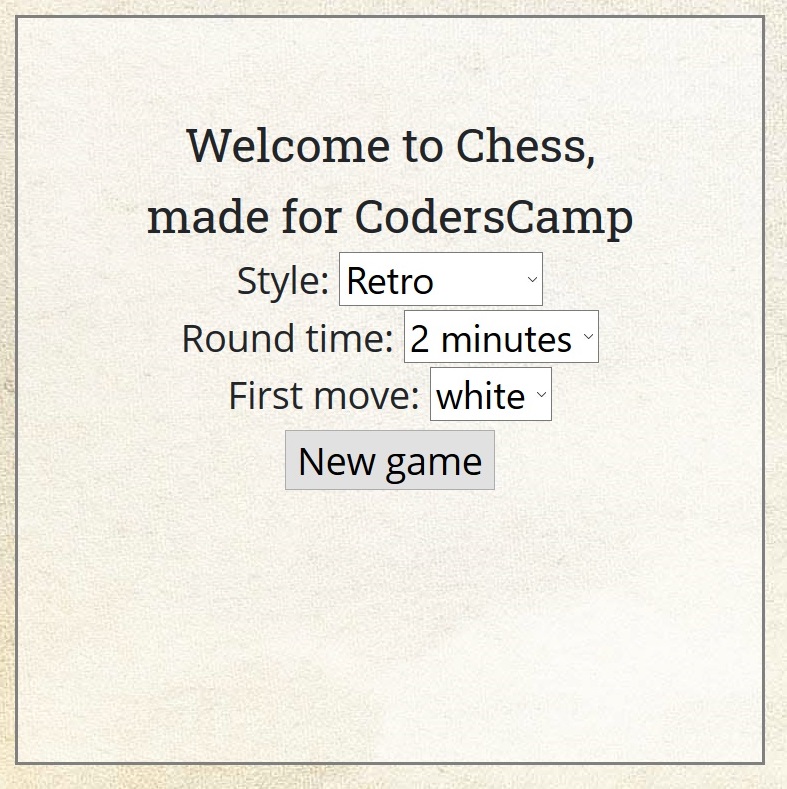 Welcome to Chess,
made for CodersCamp
Style: Retro
Round time: 2 minutes
First move: white
New game